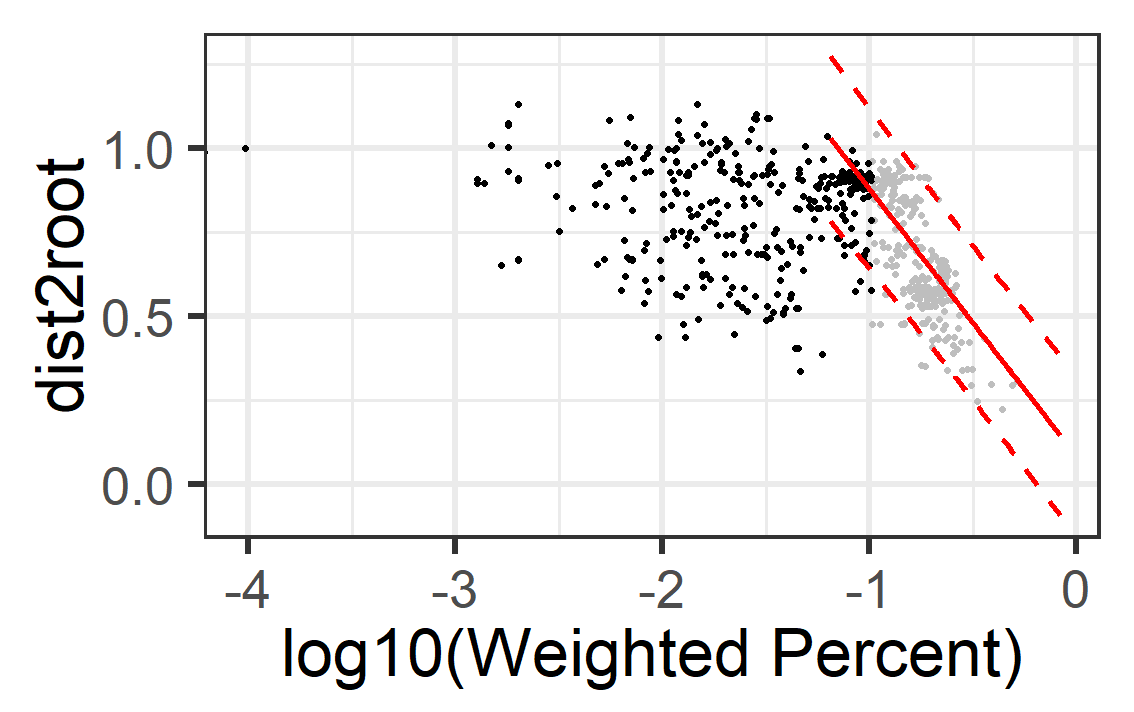 dist2root
1.0
0.5
0.0
-4 -3 -2 -1 0
log10(Weighted Percent)